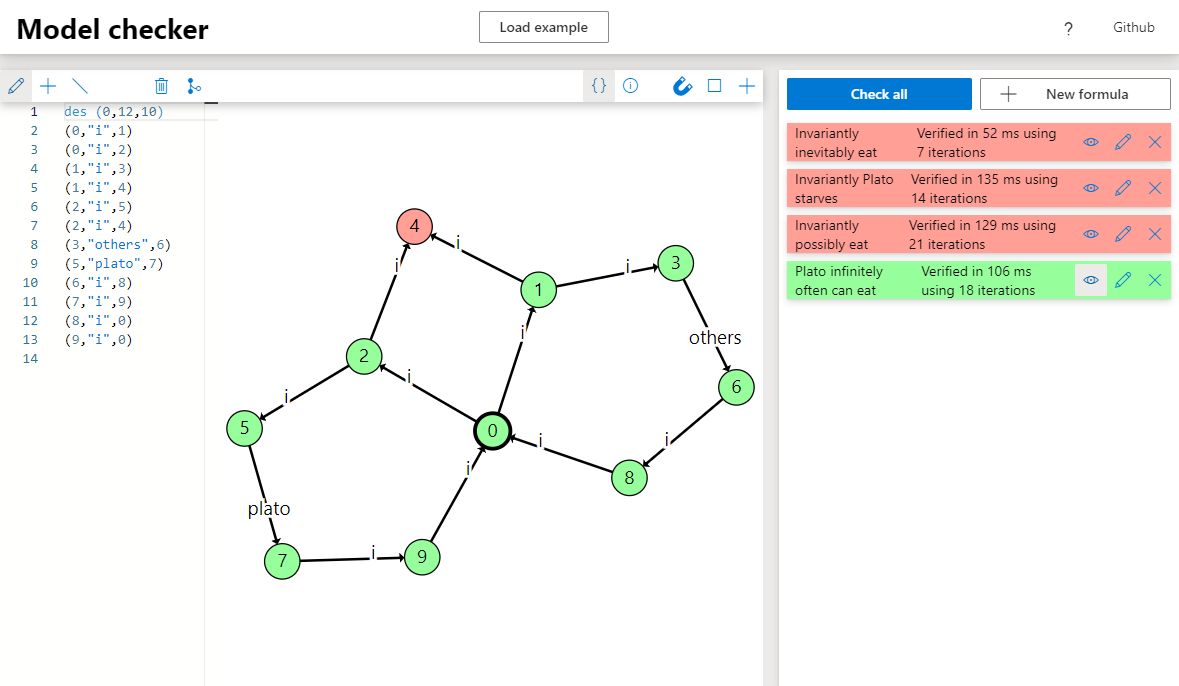 Model checker
Load example
?
Github
1 des (0,12,10)
2 (0,"i",1)
3 (0,"i",2)
4 (1,"i",3)
5 (1,"i",4)
6 (2,"i",5)
7 (2,"i",4)
8 (3,"others",6)
9 (5,"plato",7)
10 (6,"i",8)
11 (7,"i",9)
12 (8,"i",0)
13 (9,"i",0)
14
4
i
i
3
i
1
i
others
2
i
6
i
5
0
i
i
i
8
plato
i
7
9
Check all
New formula
Invariantly
inevitably eat
Verified in 52 ms using
7 iterations
Invariantly Plato
starves
Verified in 135 ms using
14 iterations
Invariantly
possibly eat
Verified in 129 ms using
21 iterations
Plato infinitely
often can eat
Verified in 106 ms
using 18 iterations